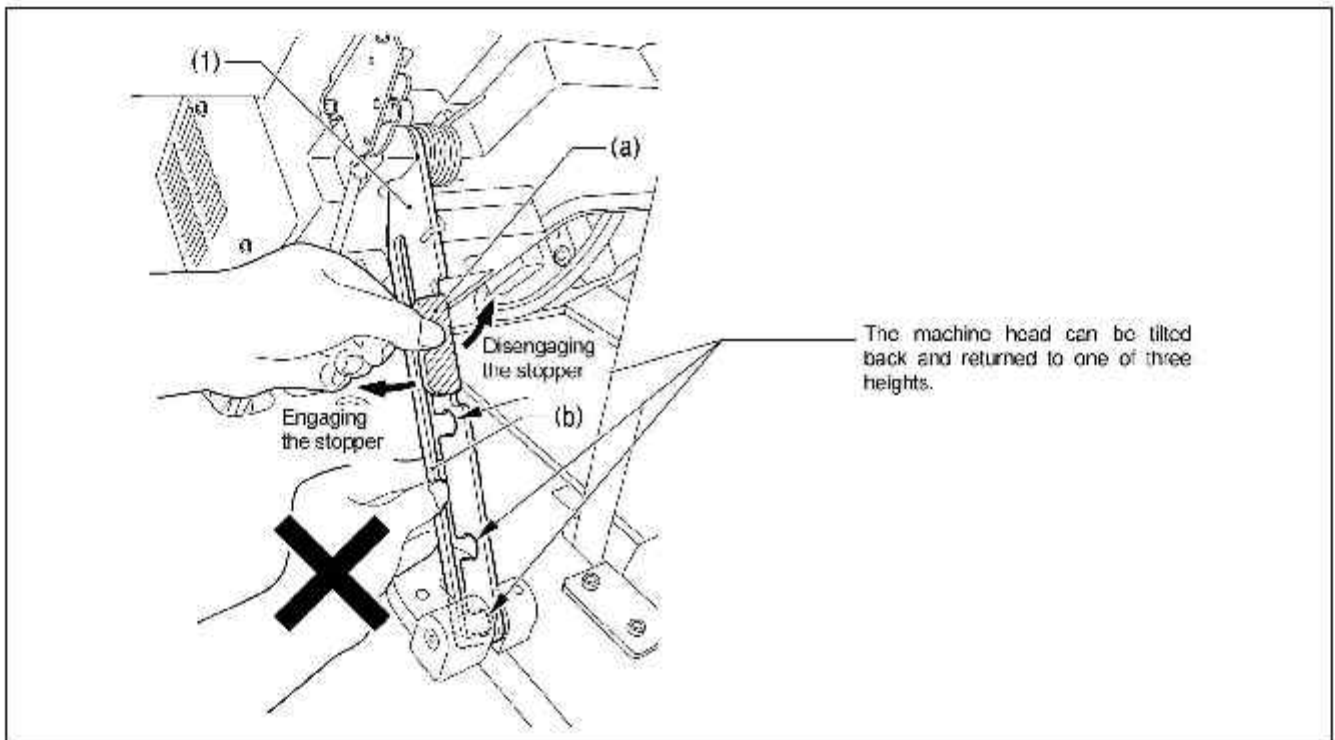 (1)
(a)
Disengaging
the stopper
Engaging
the stopper
(b)
The machine head can be tilted
back and returned to one of three
heights.